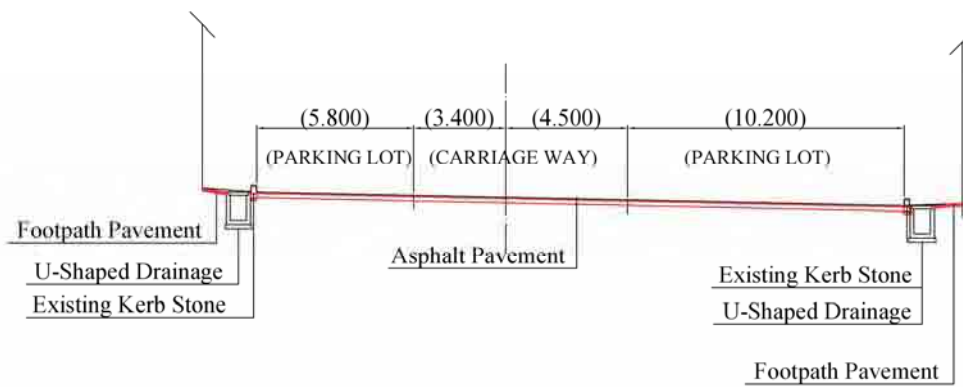 (5.800) (3.400) (4.500) (10.200)
(PARKING LOT) (CARRIAGE WAY) (PARKING LOT)
Footpath Pavement
U-Shaped Drainage
Existing Kerb Stone
Asphalt Pavement
Existing Kerb Stone
U-Shaped Drainage
Footpath Pavement